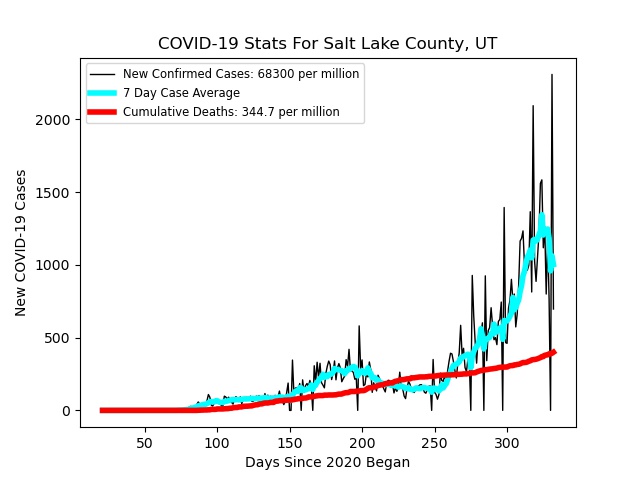 COVID-19 Stats For Salt Lake County, UT
New Confirmed Cases: 68300 per million
7 Day Case Average
Cumulative Deaths: 344.7 per million
New COVID-19 Cases
2000
1500
1000
500
0
50 100 150 200 250 300
Days Since 2020 Began